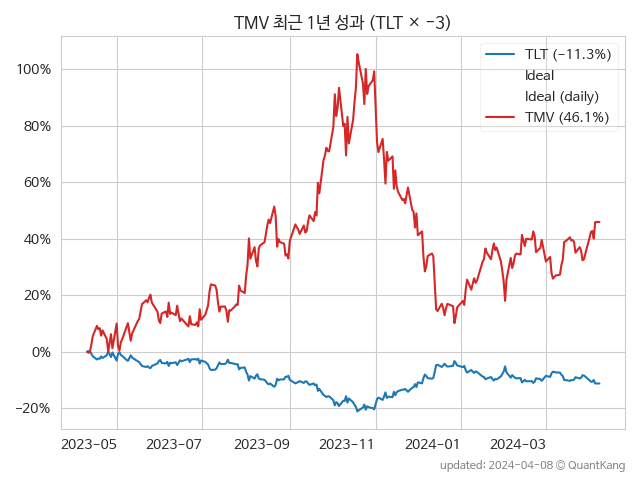 TMV 최근 1년 성과 (TLT × −3)
TLT (−11.3%)
Ideal
Ideal (daily)
TMV (46.1%)
100%
80%
60%
40%
20%
0%
−20%
2023-05 2023-07 2023-09 2023-11 2024-01 2024-03
updated: 2024-04-08 © QuantKang